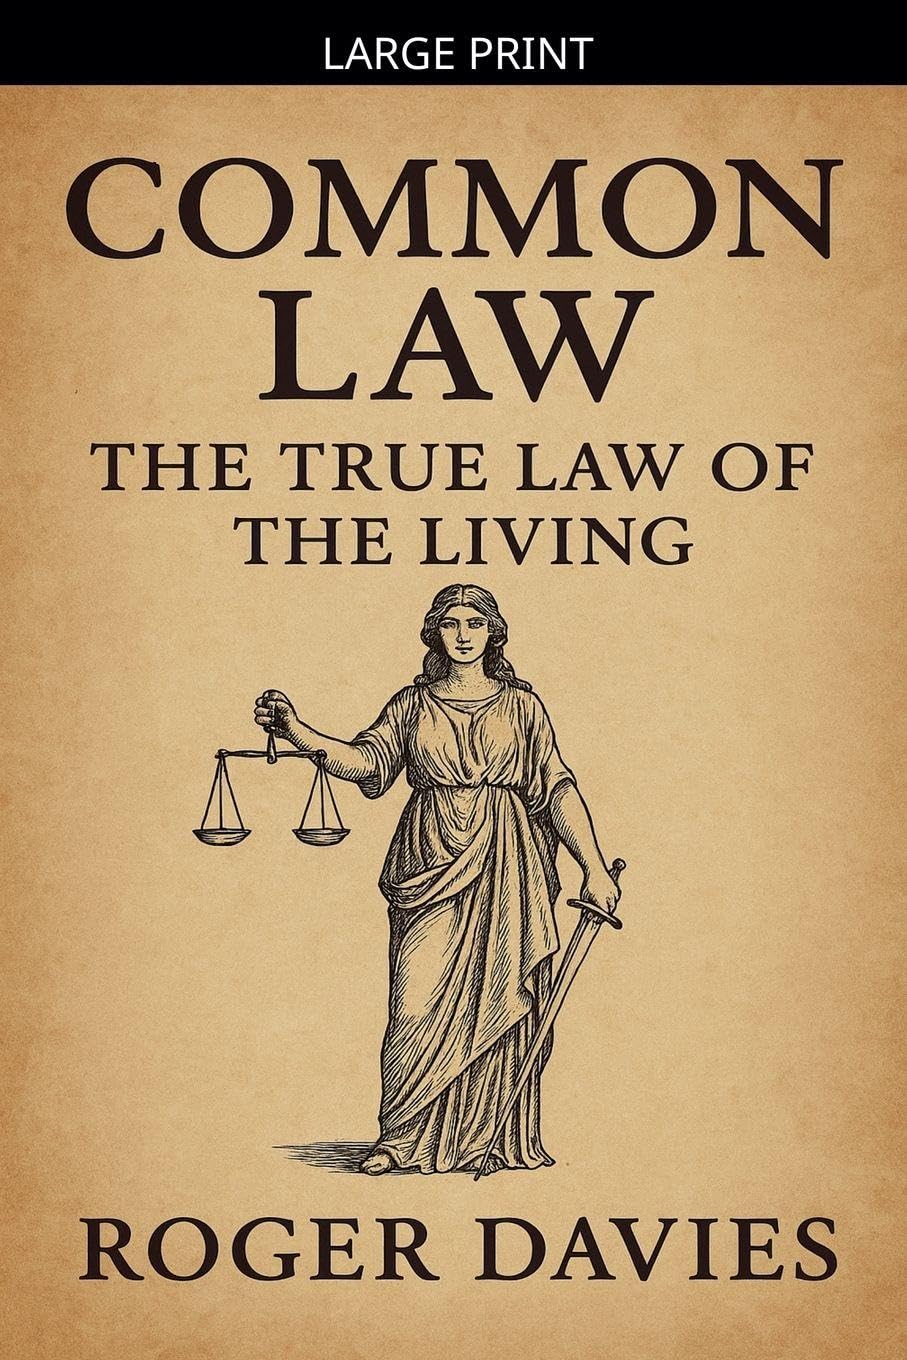 LARGE PRINT
COMMON
LAW
THE TRUE LAW OF
THE LIVING
ROGER DAVIES